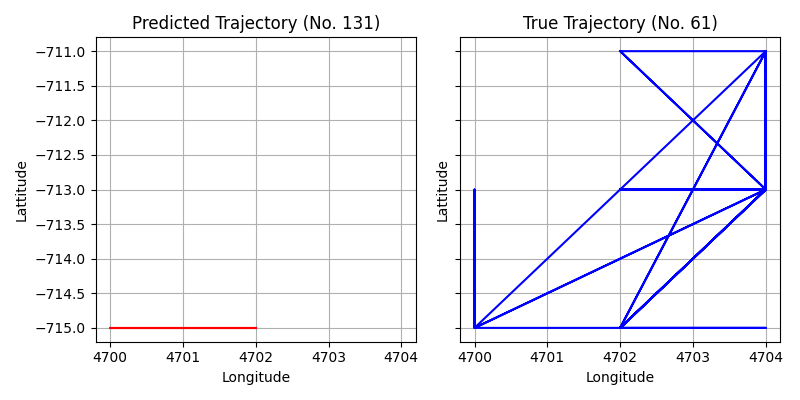 Predicted Trajectory (No. 131)
Lattitude
−711.0
−711.5
−712.0
−712.5
−713.0
−713.5
−714.0
−714.5
−715.0
4700 4701 4702 4703 4704
Longitude
True Trajectory (No. 61)
Lattitude
4700 4701 4702 4703 4704
Longitude